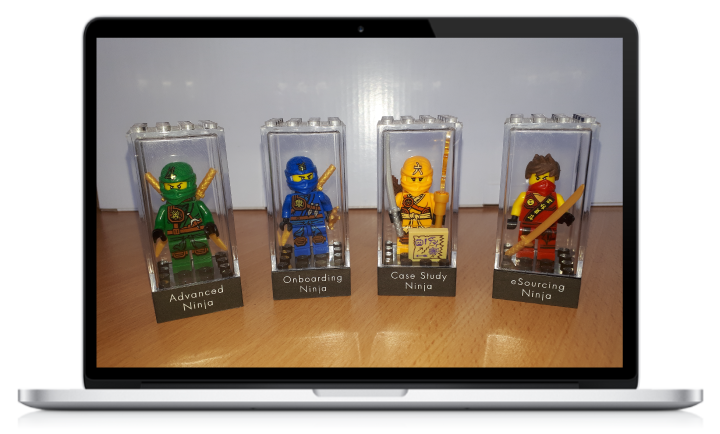 Advanced
Ninja
Onboarding
Ninja
Case Study
Ninja
eSourcing
Ninja